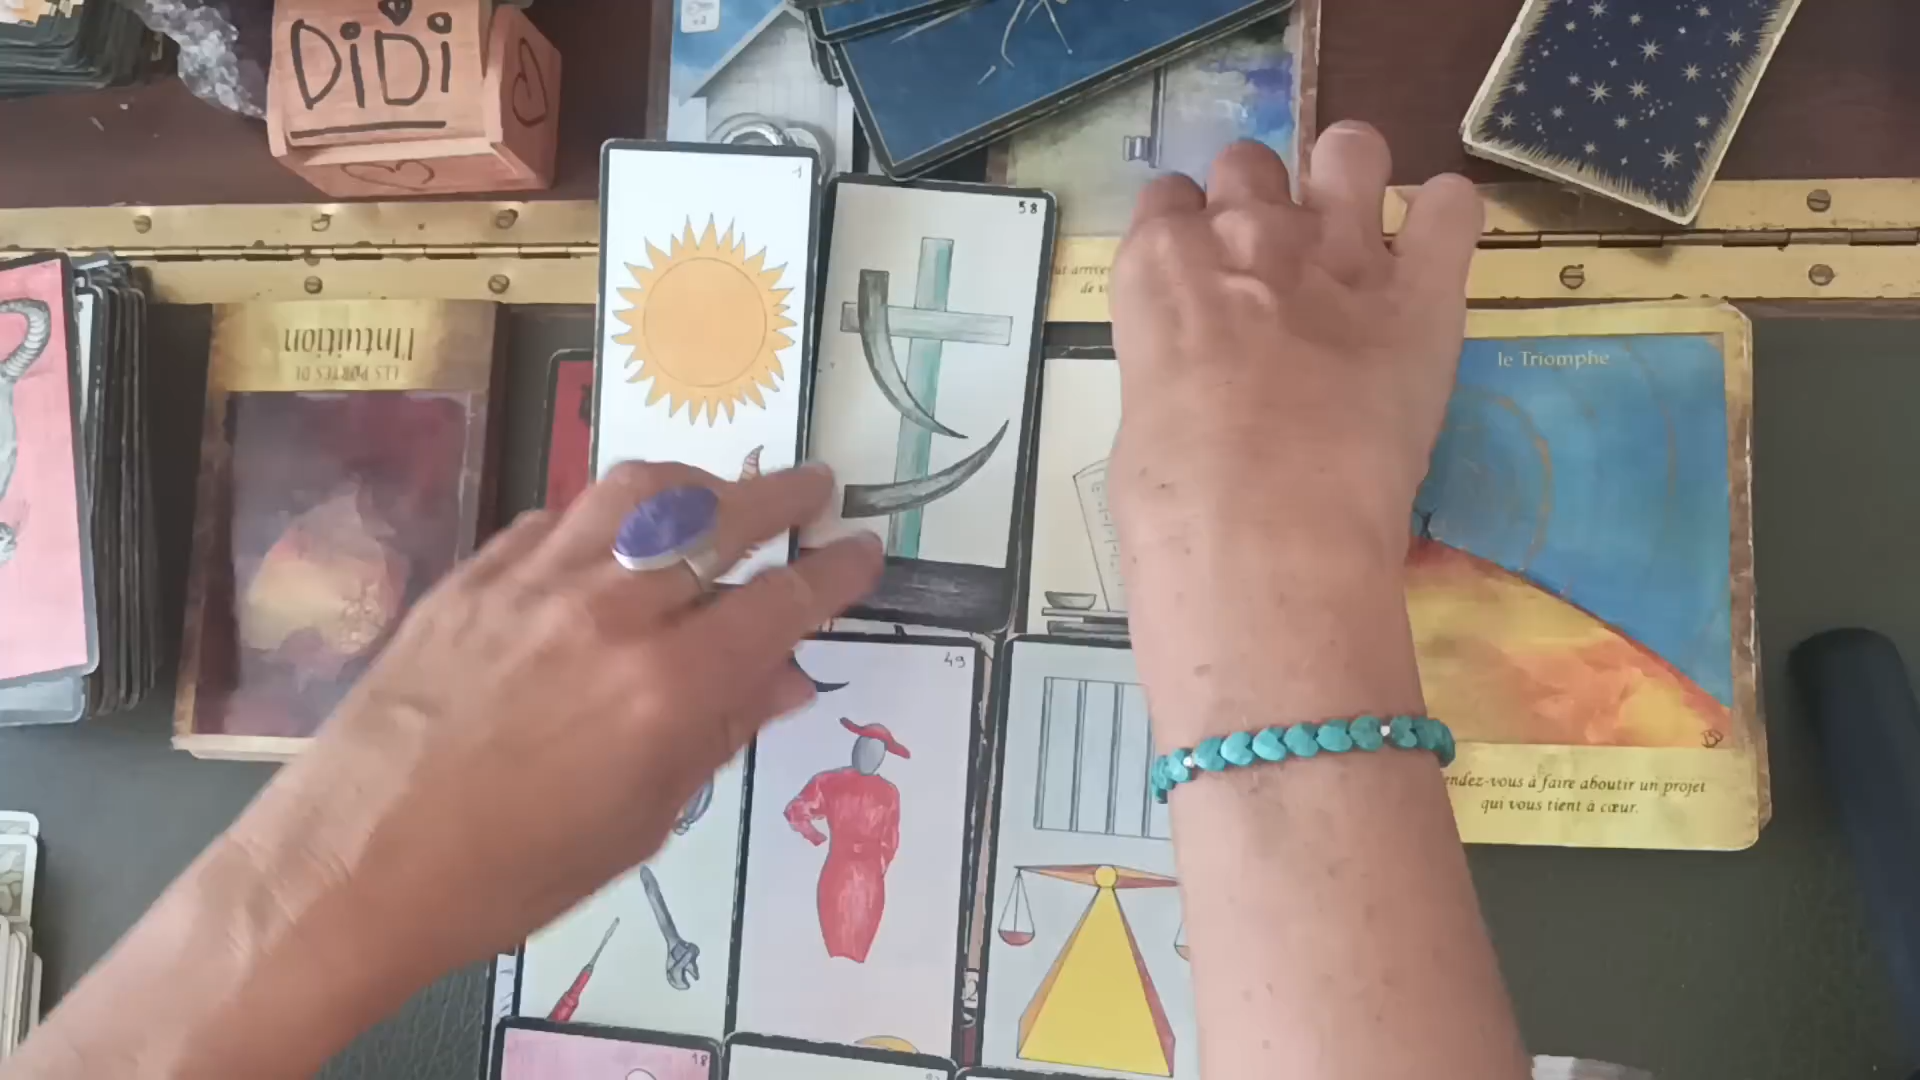 DiDi
1
58
l'Intuition
LES PORTES DE
le Triomphe
49
endez-vous à faire aboutir un projet
qui vous tient à cœur.
18